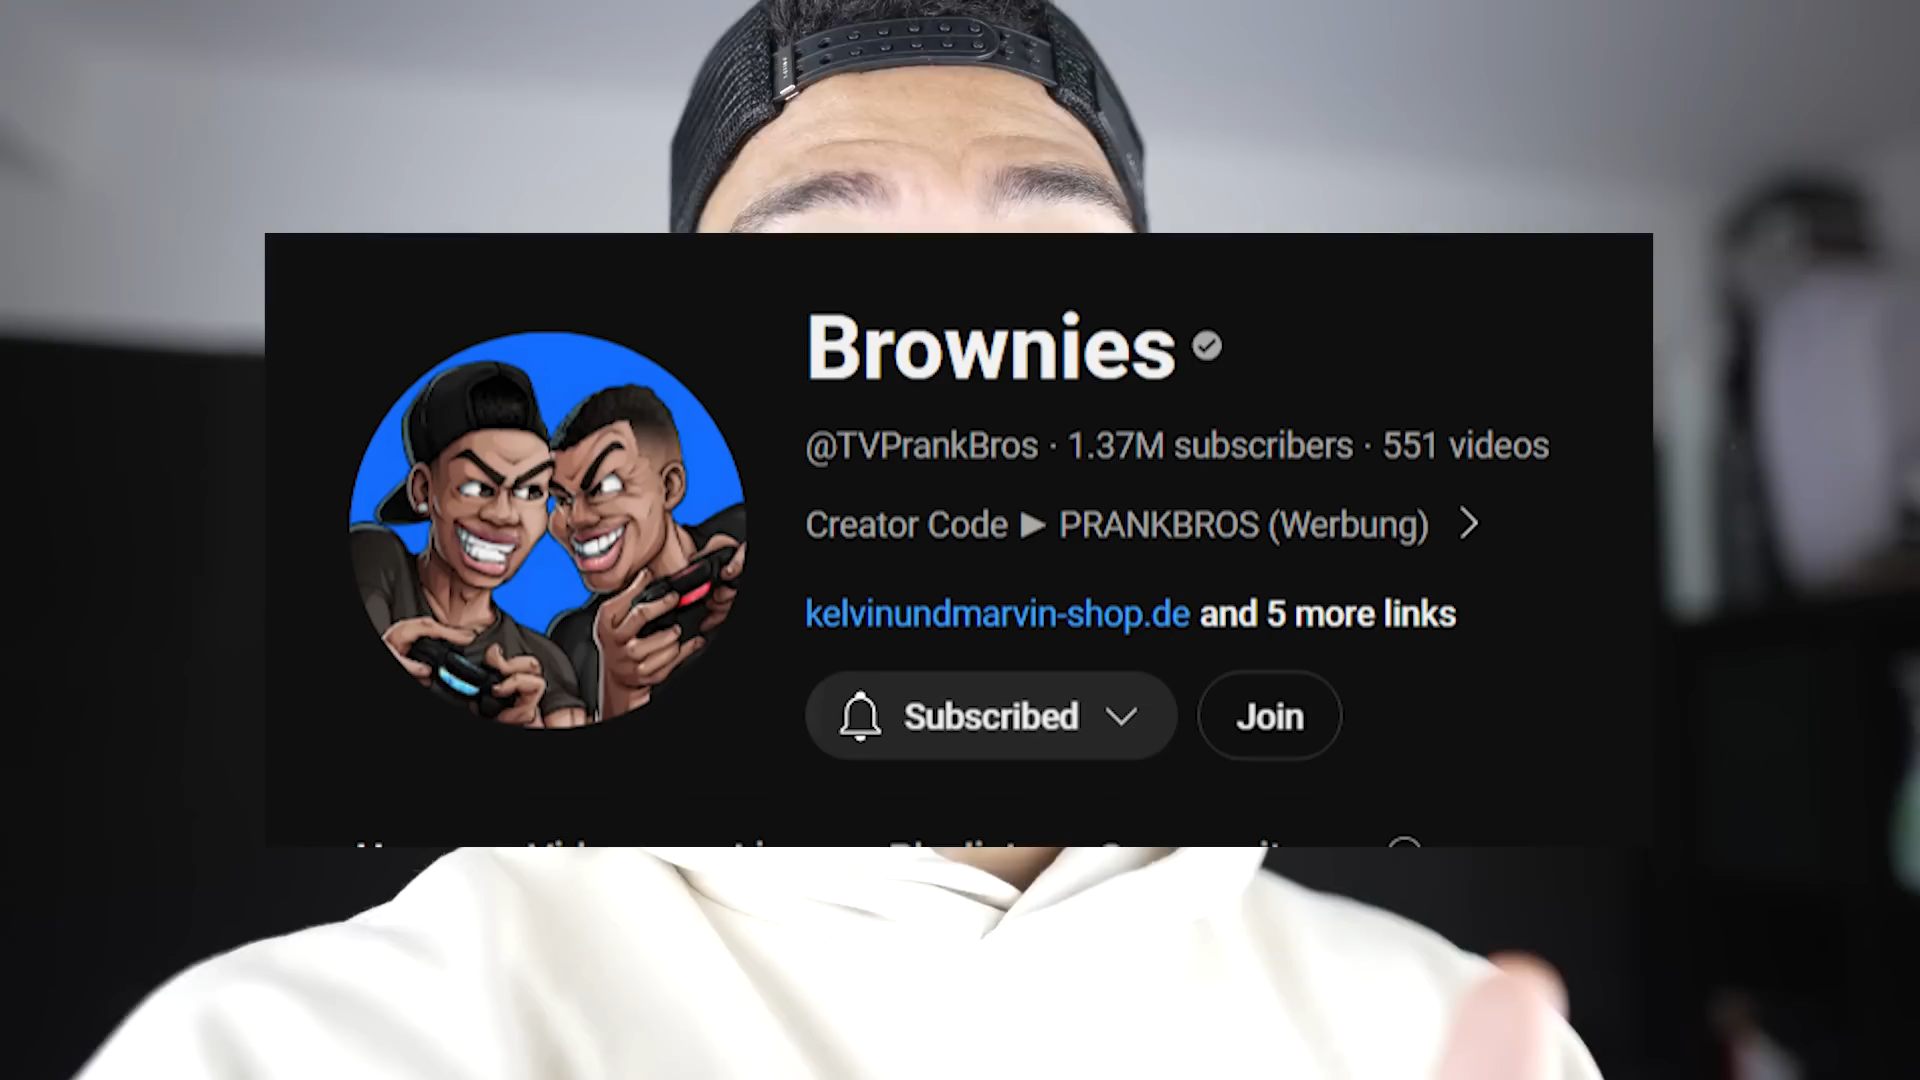 Brownies
@TVPrankBros · 1.37M subscribers · 551 videos
Creator Code ▶ PRANKBROS (Werbung)
kelvinundmarvin-shop.de and 5 more links
Subscribed
Join